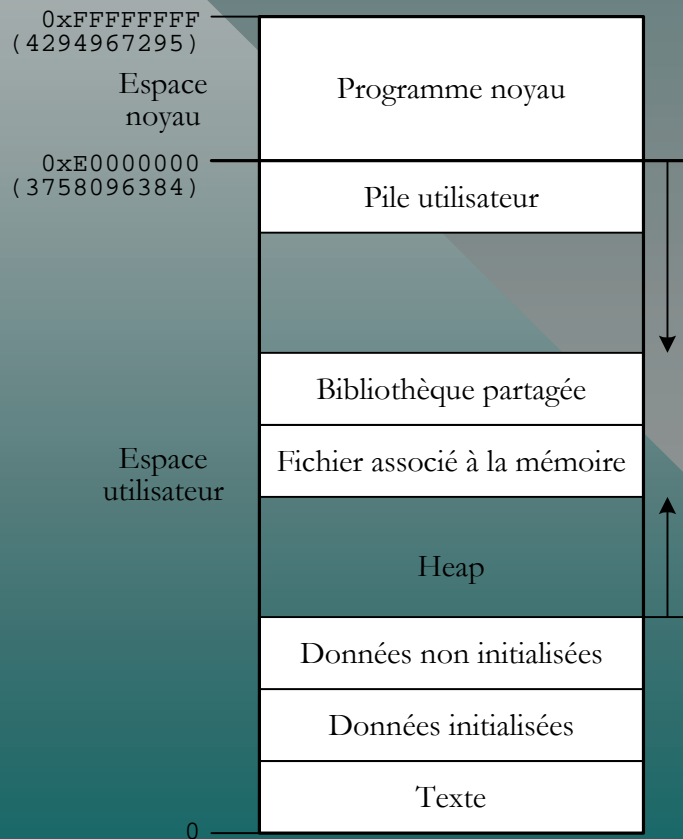 0xFFFFFFFF
(4294967295)
Espace
noyau
Programme noyau
0xE0000000
(3758096384)
Pile utilisateur
Bibliothèque partagée
Fichier associé à la mémoire
Espace
utilisateur
Heap
Données non initialisées
Données initialisées
Texte
0